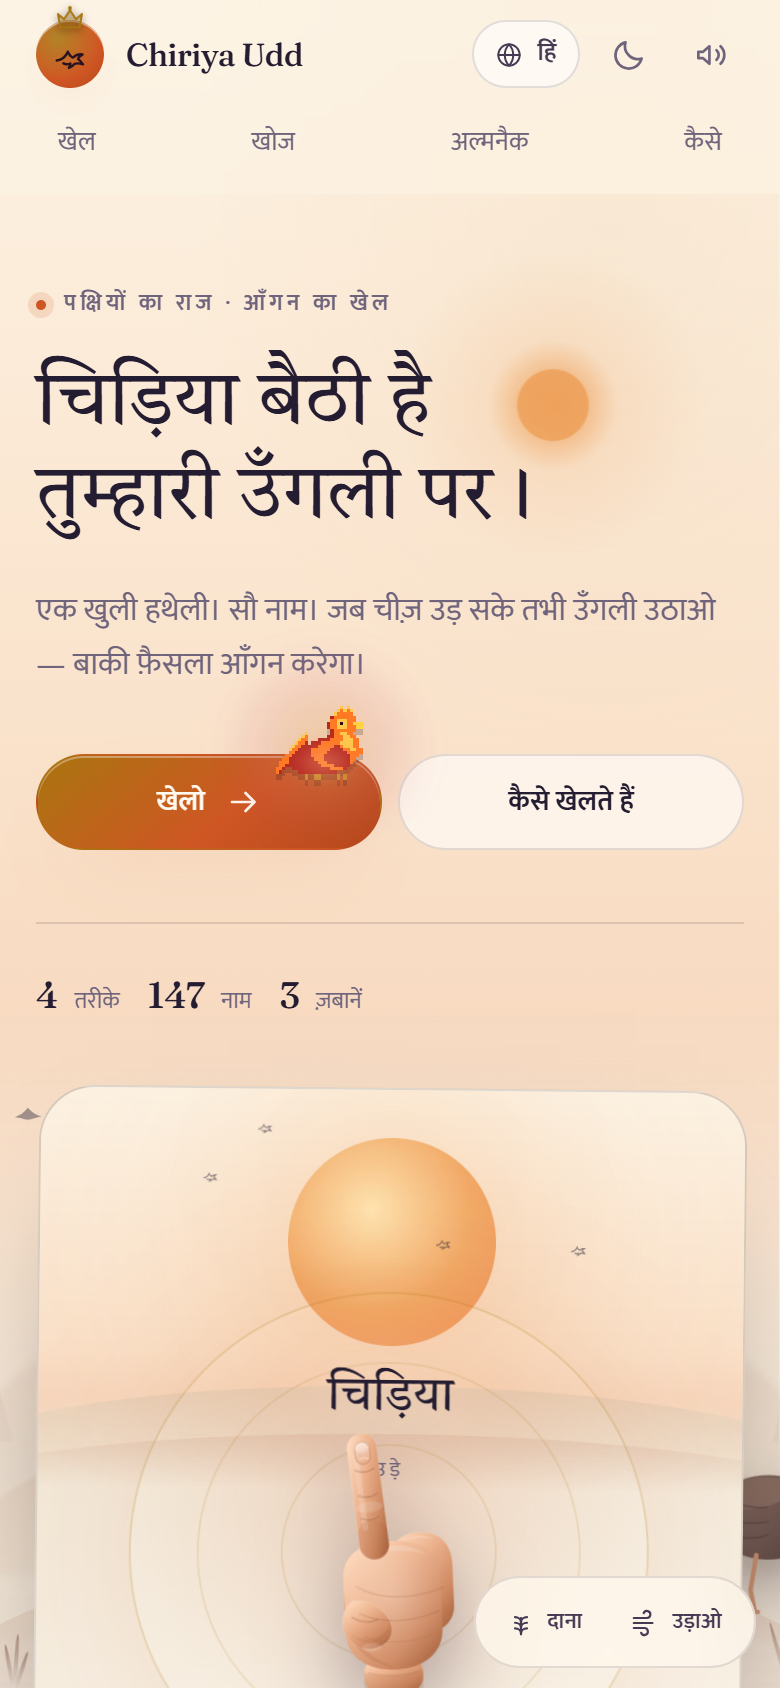 Chiriya Udd
हिं
खेल खोज अल्मनैक कैसे
पक्षियों का राज · आँगन का खेल
चिड़िया बैठी है
तुम्हारी उँगली पर।
एक खुली हथेली। सौ नाम। जब चीज़ उड़ सके तभी उँगली उठाओ
— बाकी फ़ैसला आँगन करेगा।
खेलो →
कैसे खेलते हैं
4 तरीके 147 नाम 3 ज़बानें
चिड़िया
दाना उड़ाओ